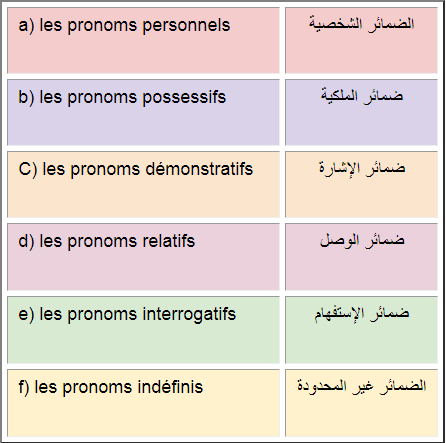 a) les pronoms personnels الضمائر الشخصية
b) les pronoms possessifs ضمائر الملكية
C) les pronoms démonstratifs ضمائر الإشارة
d) les pronoms relatifs ضمائر الوصل
e) les pronoms interrogatifs ضمائر الإستفهام
f) les pronoms indéfinis الضمائر غير المحدودة